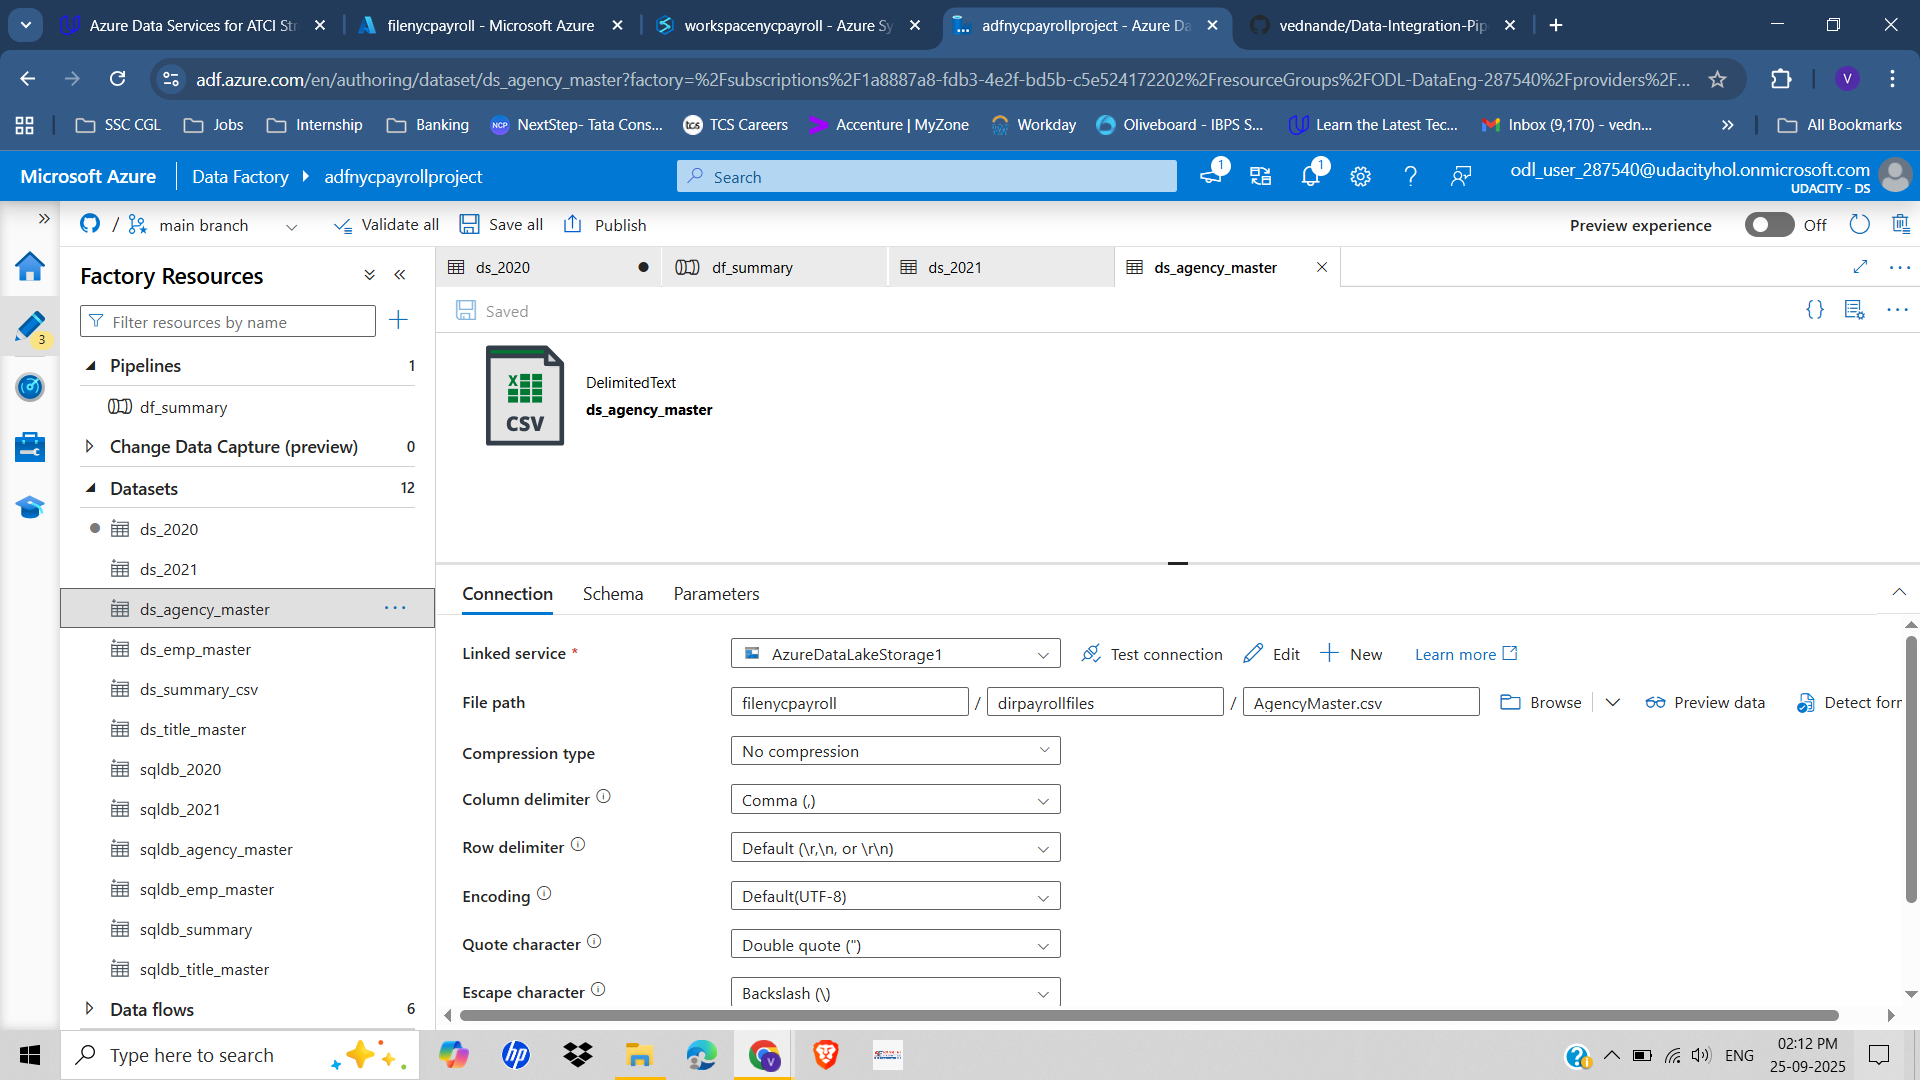 Azure Data Services for ATCI Str
filenycpayroll - Microsoft Azure
workspacenycpayroll - Azure Sy
adfnycpayrollproject - Azure Da
vednande/Data-Integration-Pip
adf.azure.com/en/authoring/dataset/ds_agency_master?factory=%2Fsubscriptions%2F1a8887a8-fdb3-4e2f-bd5b-c5e524172202%2FresourceGroups%2FODL-DataEng-287540%2Fproviders%2F...
V
SSC CGL
Jobs
Internship
Banking
NextStep- Tata Cons...
TCS Careers
Accenture | MyZone
Workday
Oliveboard - IBPS S...
Learn the Latest Tec...
Inbox (9,170) - vedn...
All Bookmarks
Microsoft Azure
Data Factory
adfnycpayrollproject
Search
1
1
odl_user_287540@udacityhol.onmicrosoft.com
UDACITY - DS
/
main branch
Validate all
Save all
Publish
Preview experience
Off
Factory Resources
Filter resources by name
3
Pipelines 1
df_summary
Change Data Capture (preview) 0
Datasets 12
ds_2020
ds_2021
ds_agency_master
ds_emp_master
ds_summary_csv
ds_title_master
sqldb_2020
sqldb_2021
sqldb_agency_master
sqldb_emp_master
sqldb_summary
sqldb_title_master
Data flows 6
ds_2020
df_summary
ds_2021
ds_agency_master
Saved
X
CSV
DelimitedText
ds_agency_master
Connection
Schema
Parameters
Linked service *
AzureDataLakeStorage1
Test connection
Edit
New
Learn more
File path
filenycpayroll / dirpayrollfiles / AgencyMaster.csv
Browse
Preview data
Detect for
Compression type
No compression
Column delimiter
Comma (,)
Row delimiter
Default (\r,\n, or \r\n)
Encoding
Default(UTF-8)
Quote character
Double quote (")
Escape character
Backslash (\)
Type here to search
ENG
02:12 PM
25-09-2025